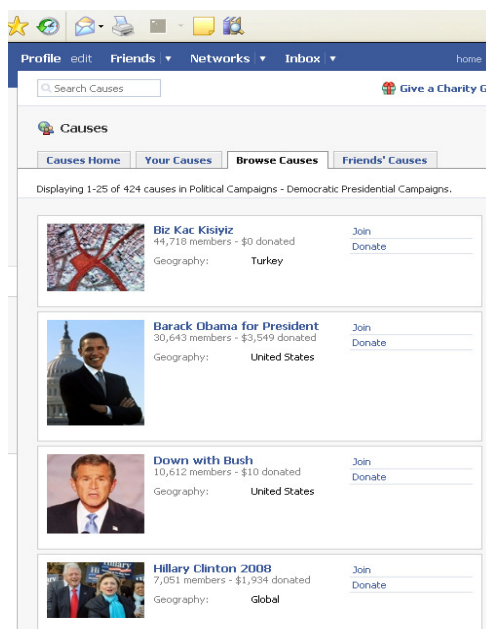 Profile edit Friends Networks Inbox home
Search Causes
Give a Charity G
Causes
Causes Home Your Causes Browse Causes Friends' Causes
Displaying 1-25 of 424 causes in Political Campaigns - Democratic Presidential Campaigns.
Biz Kac Kisiyiz
44,718 members - $0 donated
Geography: Turkey
Join
Donate
Barack Obama for President
30,643 members - $3,549 donated
Geography: United States
Join
Donate
Down with Bush
10,612 members - $10 donated
Geography: United States
Join
Donate
Hillary Clinton 2008
7,051 members - $1,934 donated
Geography: Global
Join
Donate